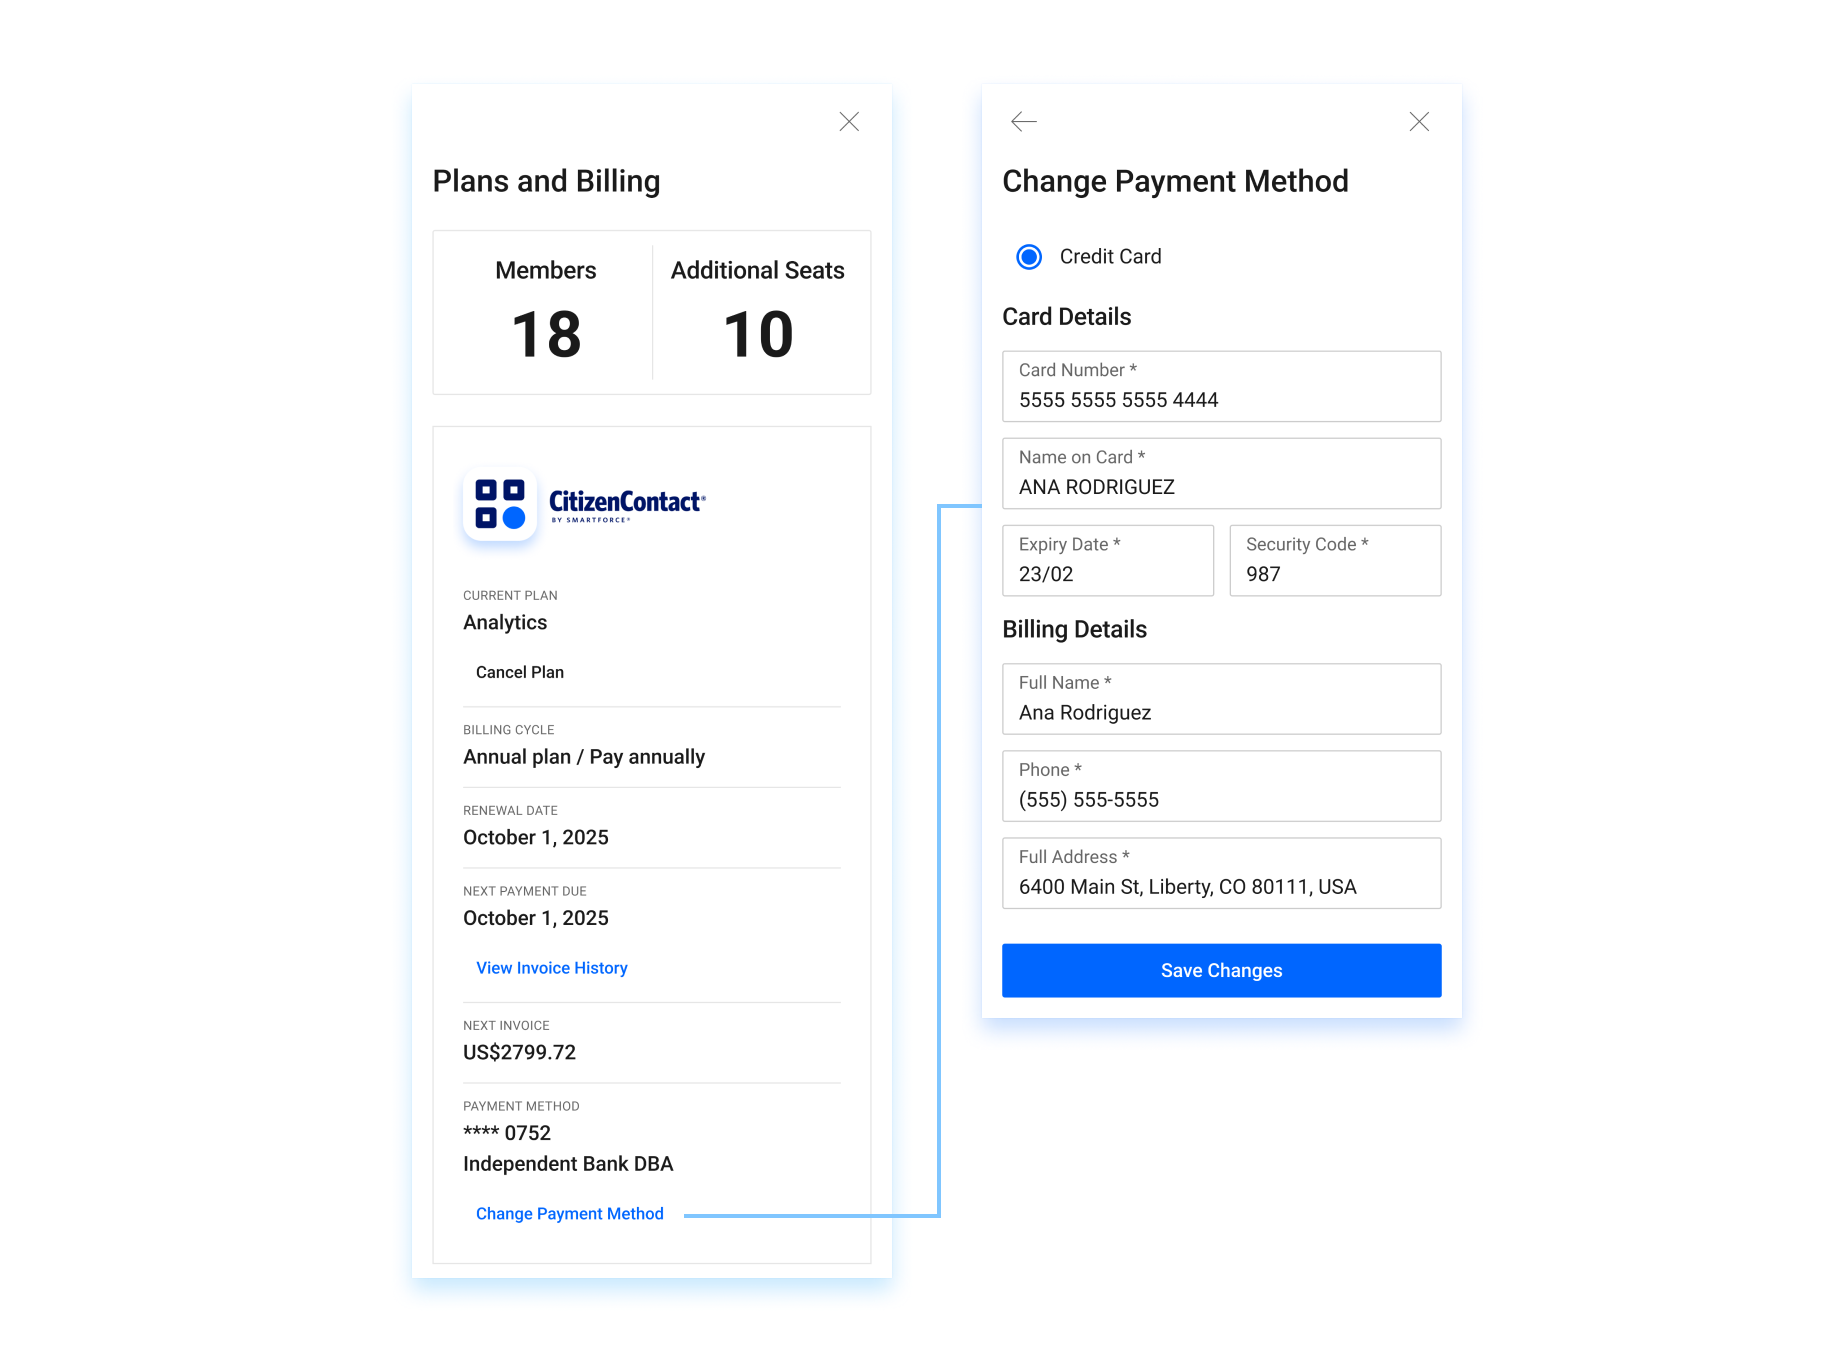 Plans and Billing
Members
18
Additional Seats
10
CitizenContact®
BY SMARTFORCE®
CURRENT PLAN
Analytics
Cancel Plan
BILLING CYCLE
Annual plan / Pay annually
RENEWAL DATE
October 1, 2025
NEXT PAYMENT DUE
October 1, 2025
View Invoice History
NEXT INVOICE
US$2799.72
PAYMENT METHOD
**** 0752
Independent Bank DBA
Change Payment Method
Change Payment Method
Credit Card
Card Details
Card Number *
5555 5555 5555 4444
Name on Card *
ANA RODRIGUEZ
Expiry Date *
23/02
Security Code *
987
Billing Details
Full Name *
Ana Rodriguez
Phone *
(555) 555-5555
Full Address *
6400 Main St, Liberty, CO 80111, USA
Save Changes